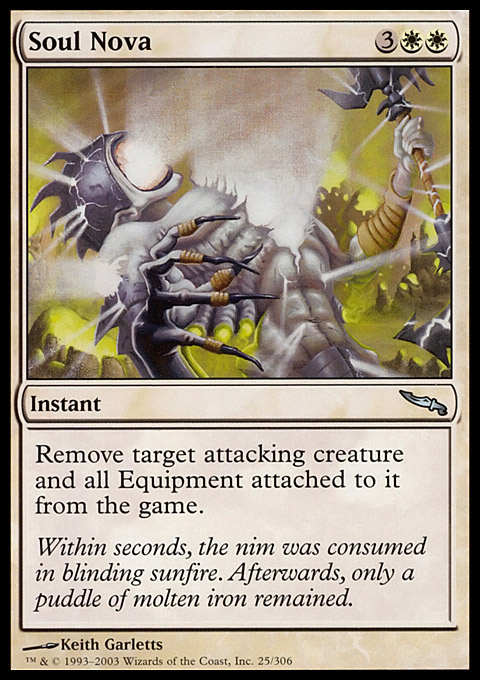 Soul Nova 3
Instant
Remove target attacking creature
and all Equipment attached to it
from the game.
Within seconds, the nim was consumed
in blinding sunfire. Afterwards, only a
puddle of molten iron remained.
Keith Garletts
™ & © 1993–2003 Wizards of the Coast, Inc. 25/306